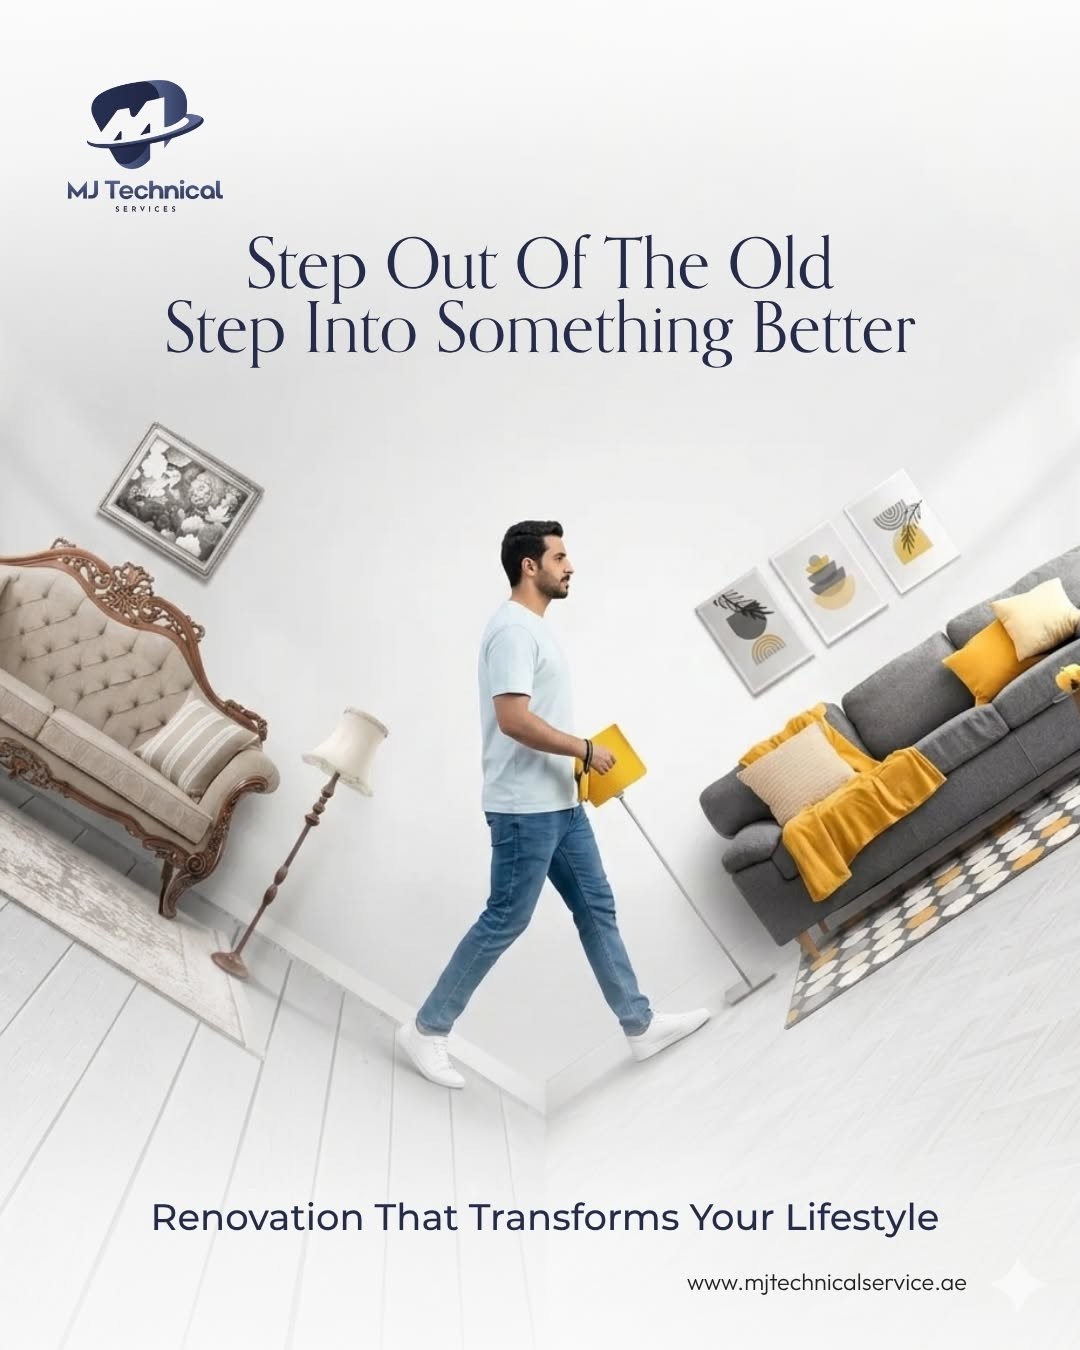 MJ Technical
SERVICES
Step Out Of The Old
Step Into Something Better
Renovation That Transforms Your Lifestyle
www.mjtechnicalservice.ae